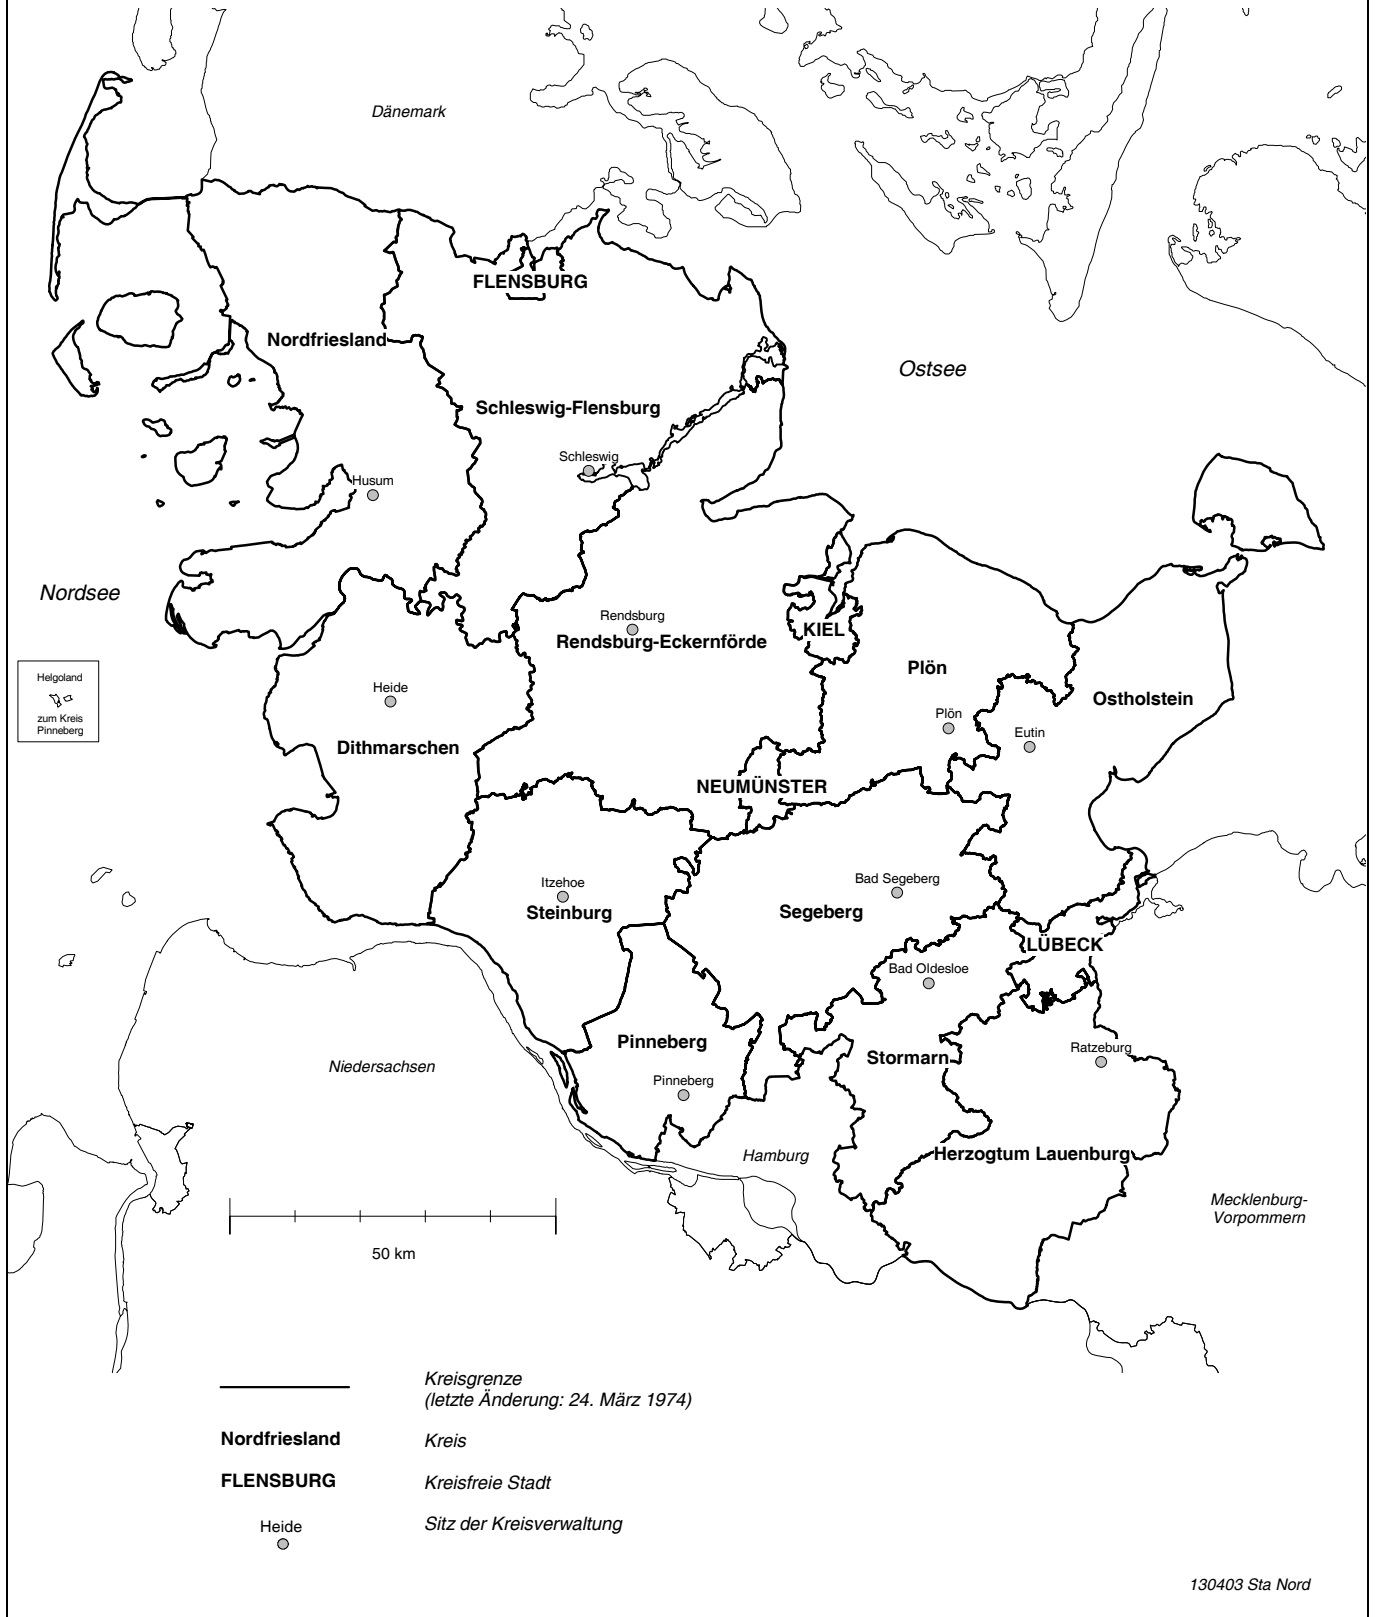 Dänemark
FLENSBURG
Nordfriesland
Ostsee
Schleswig-Flensburg
Schleswig
Husum
Nordsee
Rendsburg
Rendsburg-Eckernförde
KIEL
Plön
Helgoland
zum Kreis
Pinneberg
Heide
Ostholstein
Plön
Eutin
Dithmarschen
NEUMÜNSTER
Itzehoe
Steinburg
Bad Segeberg
Segeberg
LÜBECK
Bad Oldesloe
Pinneberg
Stormarn
Ratzeburg
Niedersachsen
Pinneberg
Hamburg
Herzogtum Lauenburg
Mecklenburg-
Vorpommern
50 km
Kreisgrenze
(letzte Änderung: 24. März 1974)
Nordfriesland Kreis
FLENSBURG Kreisfreie Stadt
Heide Sitz der Kreisverwaltung
130403 Sta Nord